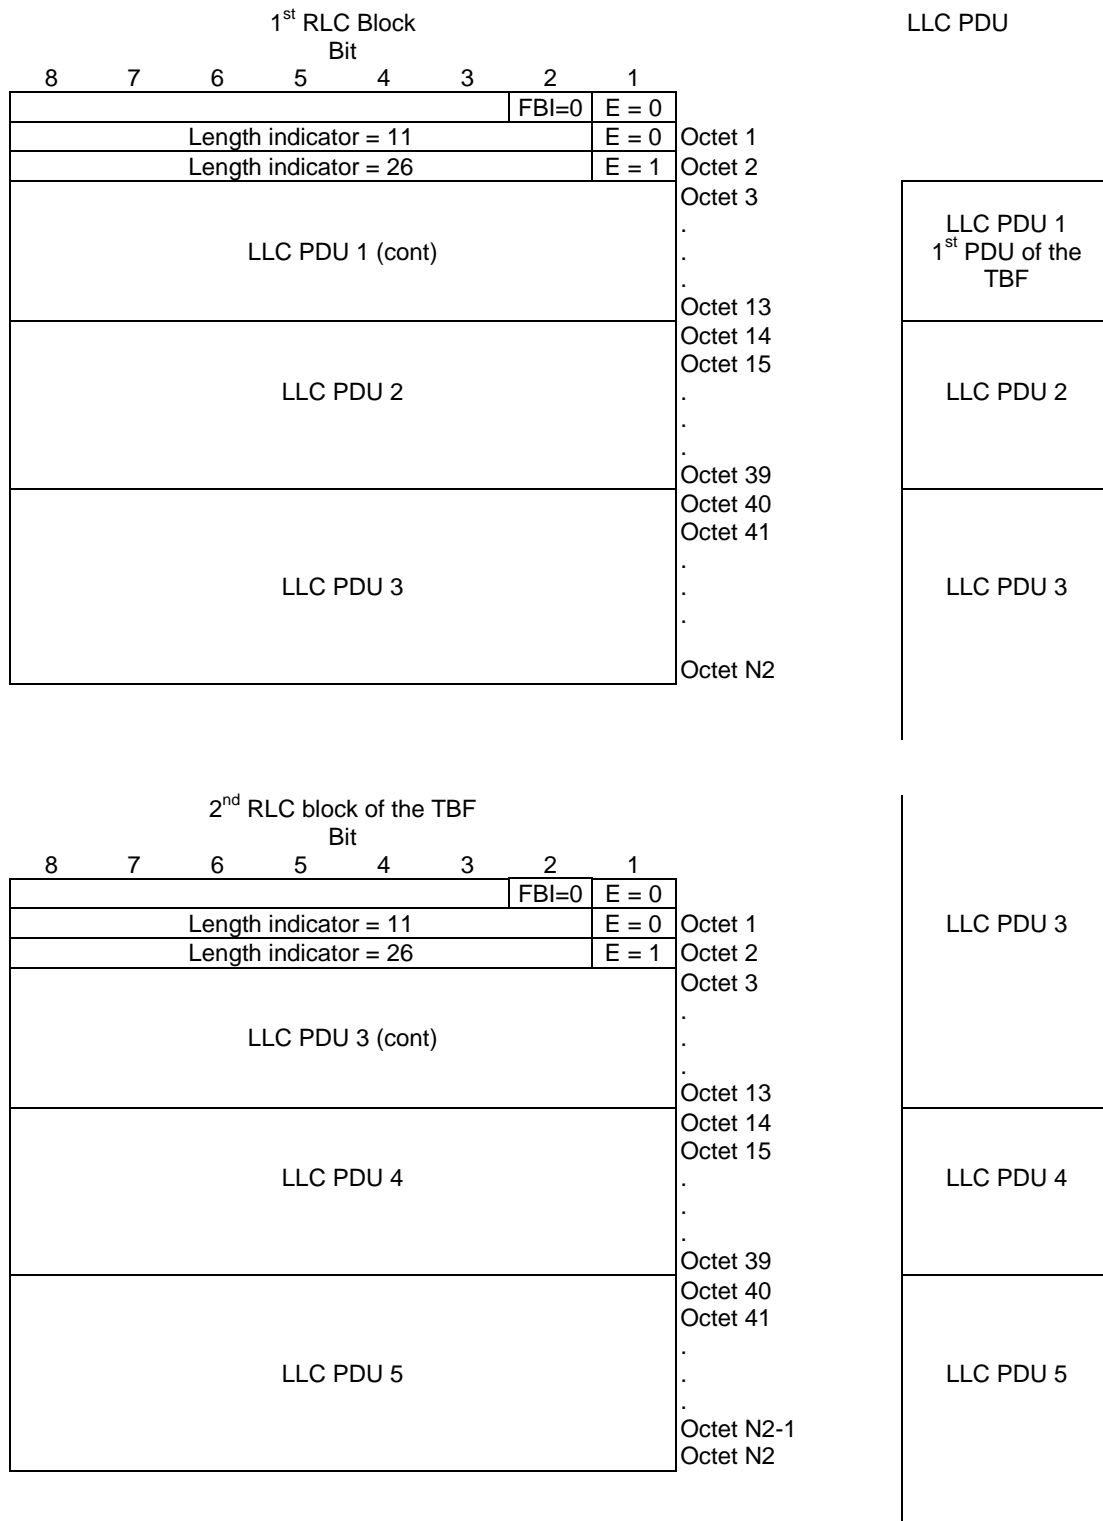 1st RLC Block LLC PDU
Bit
8 7 6 5 4 3 2 1
FBI=0 E = 0
Length indicator = 11 E = 0 Octet 1
Length indicator = 26 E = 1 Octet 2
Octet 3
.
LLC PDU 1 (cont) .
.
Octet 13
LLC PDU 1
1st PDU of the
TBF
Octet 14
Octet 15
LLC PDU 2 . LLC PDU 2
.
.
Octet 39
Octet 40
Octet 41
.
LLC PDU 3 . LLC PDU 3
.
Octet N2
2nd RLC block of the TBF
Bit
8 7 6 5 4 3 2 1
FBI=0 E = 0
Length indicator = 11 E = 0 Octet 1 LLC PDU 3
Length indicator = 26 E = 1 Octet 2
Octet 3
.
LLC PDU 3 (cont) .
.
Octet 13
Octet 14
Octet 15
LLC PDU 4 . LLC PDU 4
.
.
Octet 39
Octet 40
Octet 41
.
LLC PDU 5 . LLC PDU 5
.
Octet N2-1
Octet N2